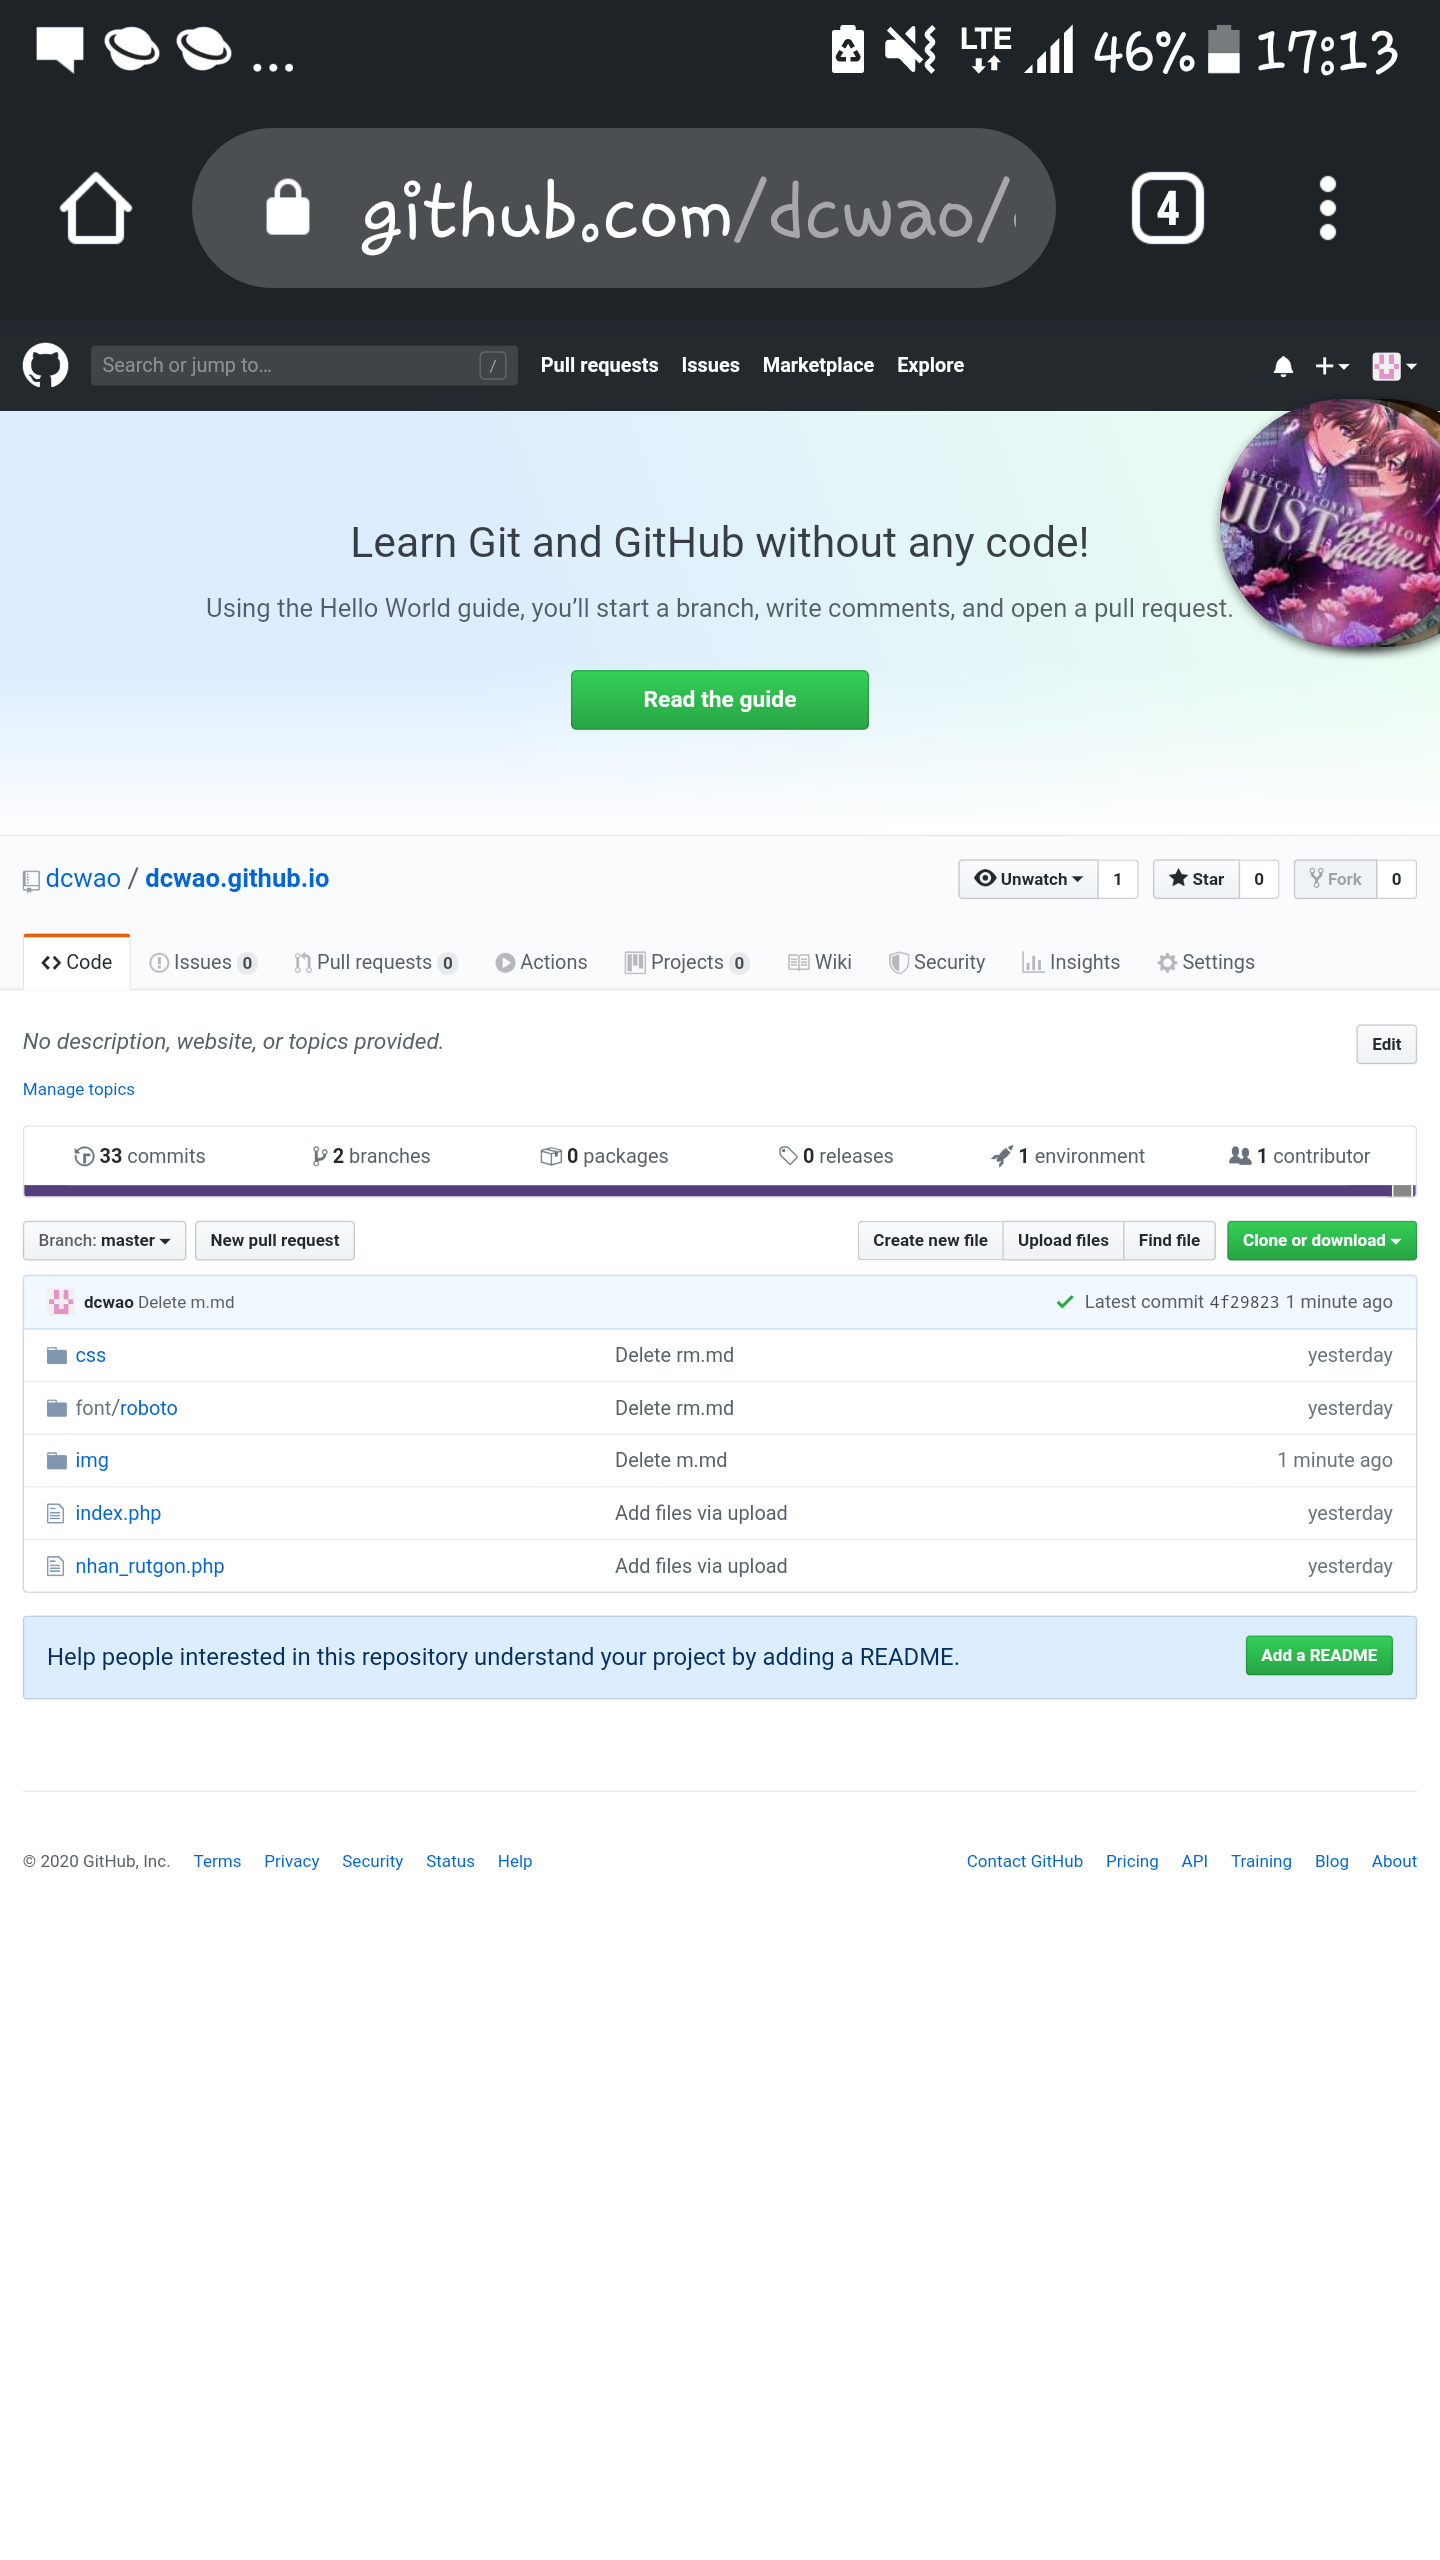 ... LTE 46% 17:13
github.com/dcwao/
4
Search or jump to… / Pull requests Issues Marketplace Explore
DETECTIVE CONAN
JUST
Learn Git and GitHub without any code!
Using the Hello World guide, you’ll start a branch, write comments, and open a pull request.
Read the guide
dcwao / dcwao.github.io Unwatch 1 Star 0 Fork 0
Code Issues 0 Pull requests 0 Actions Projects 0 Wiki Security Insights Settings
No description, website, or topics provided. Edit
Manage topics
33 commits 2 branches 0 packages 0 releases 1 environment 1 contributor
Branch: master New pull request Create new file Upload files Find file Clone or download
dcwao Delete m.md Latest commit 4f29823 1 minute ago
css Delete rm.md yesterday
font/roboto Delete rm.md yesterday
img Delete m.md 1 minute ago
index.php Add files via upload yesterday
nhan_rutgon.php Add files via upload yesterday
Help people interested in this repository understand your project by adding a README. Add a README
© 2020 GitHub, Inc. Terms Privacy Security Status Help Contact GitHub Pricing API Training Blog About